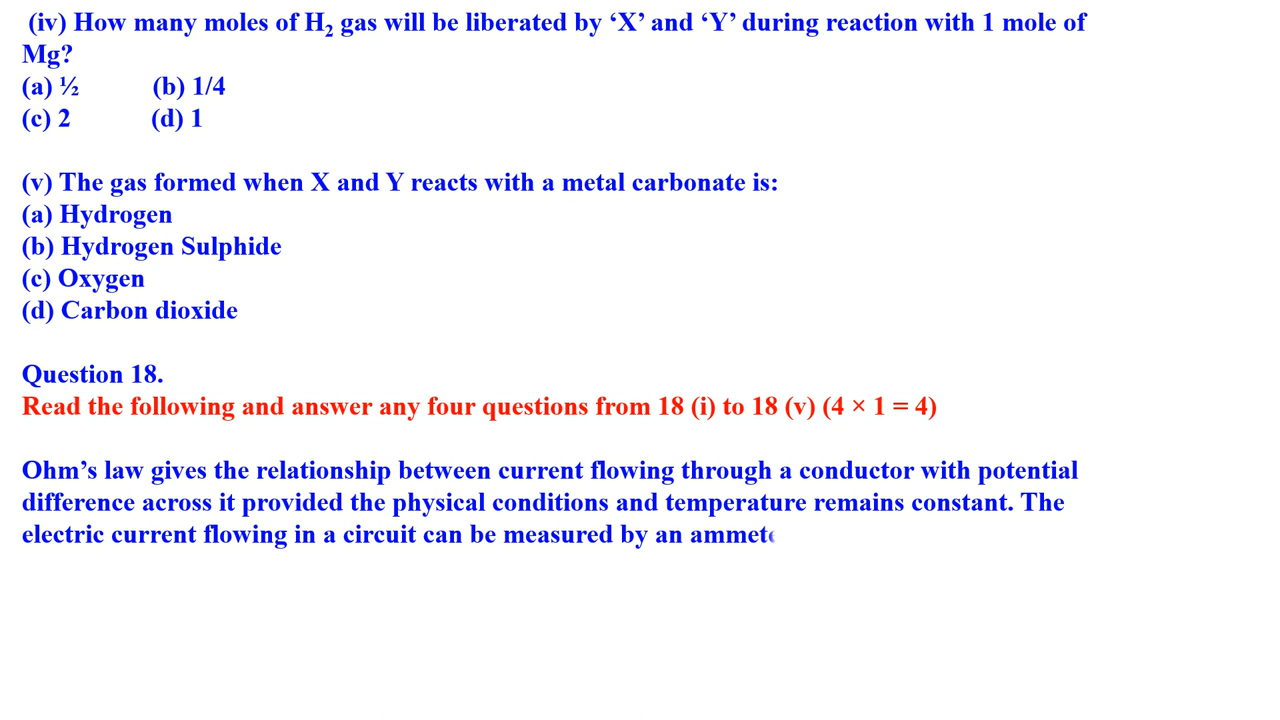 (iv) How many moles of H₂ gas will be liberated by ‘X’ and ‘Y’ during reaction with 1 mole of
Mg?
(a) ½ (b) 1/4
(c) 2 (d) 1
(v) The gas formed when X and Y reacts with a metal carbonate is:
(a) Hydrogen
(b) Hydrogen Sulphide
(c) Oxygen
(d) Carbon dioxide
Question 18.
Read the following and answer any four questions from 18 (i) to 18 (v) (4 × 1 = 4)
Ohm’s law gives the relationship between current flowing through a conductor with potential
difference across it provided the physical conditions and temperature remains constant. The
electric current flowing in a circuit can be measured by an